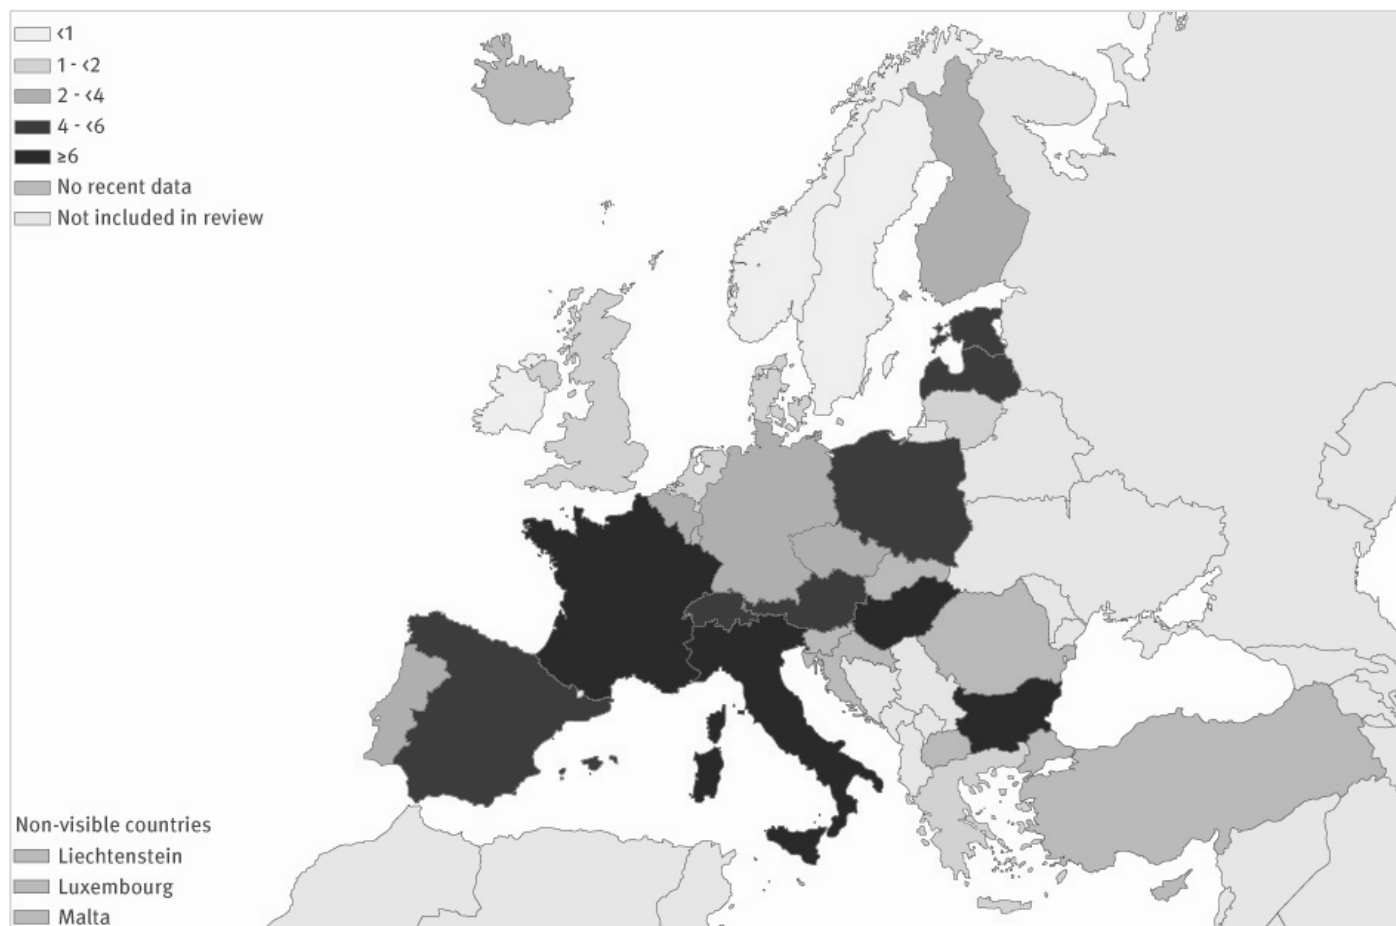 <1
1 - <2
2 - <4
4 - <6
≥6
No recent data
Not included in review
Non-visible countries
Liechtenstein
Luxembourg
Malta